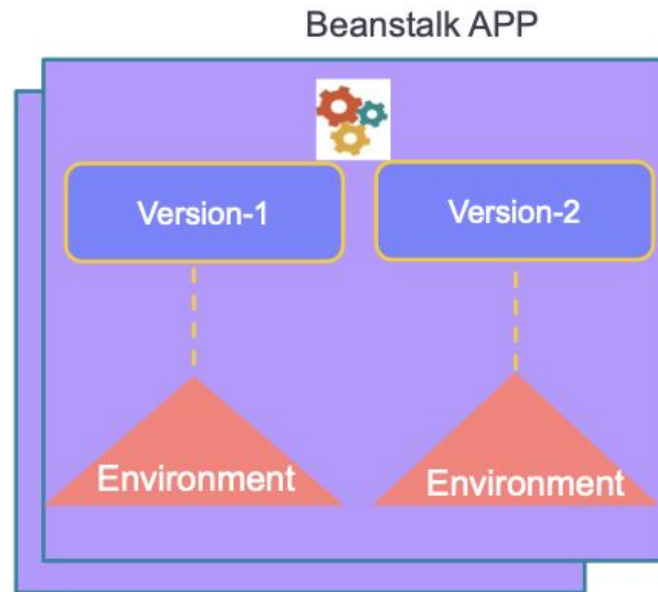 Beanstalk APP
Version-1
Version-2
Environment
Environment